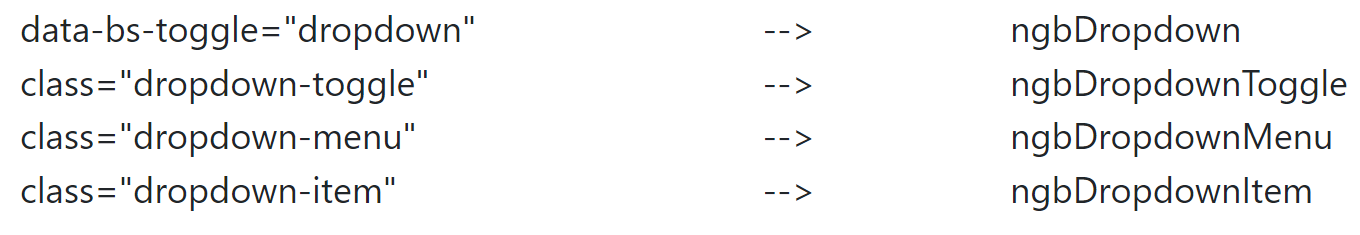 data-bs-toggle="dropdown" --> ngbDropdown
class="dropdown-toggle" --> ngbDropdownToggle
class="dropdown-menu" --> ngbDropdownMenu
class="dropdown-item" --> ngbDropdownItem